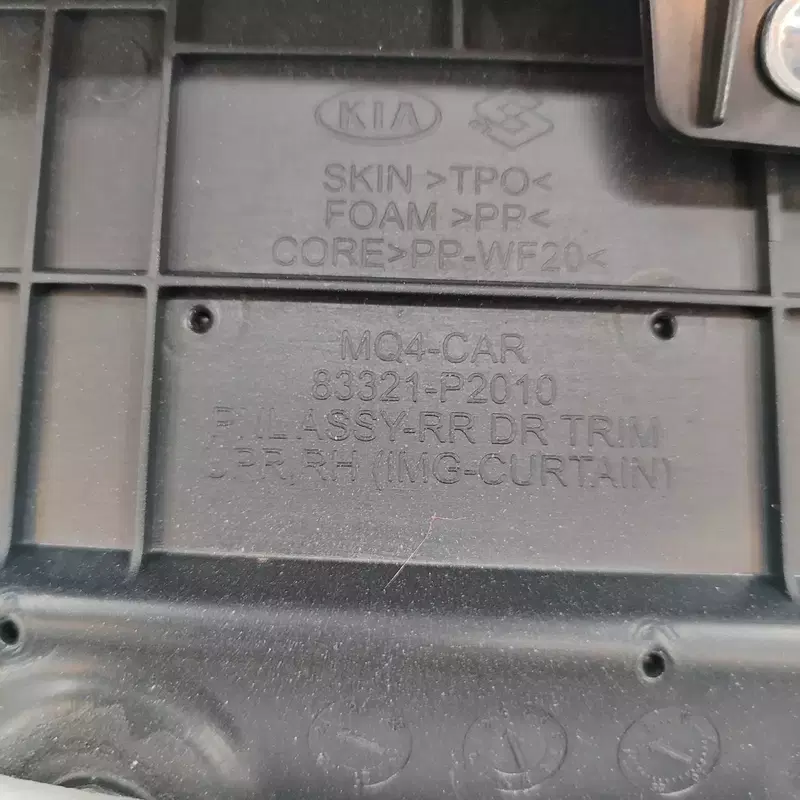 KIA
SKIN >TPO<
FOAM >PP<
CORE>PP-WF20<
MQ4-CAR
83321-P2010
PNL ASSY-RR DR TRIM
UPR,RH (IMG-CURTAIN)